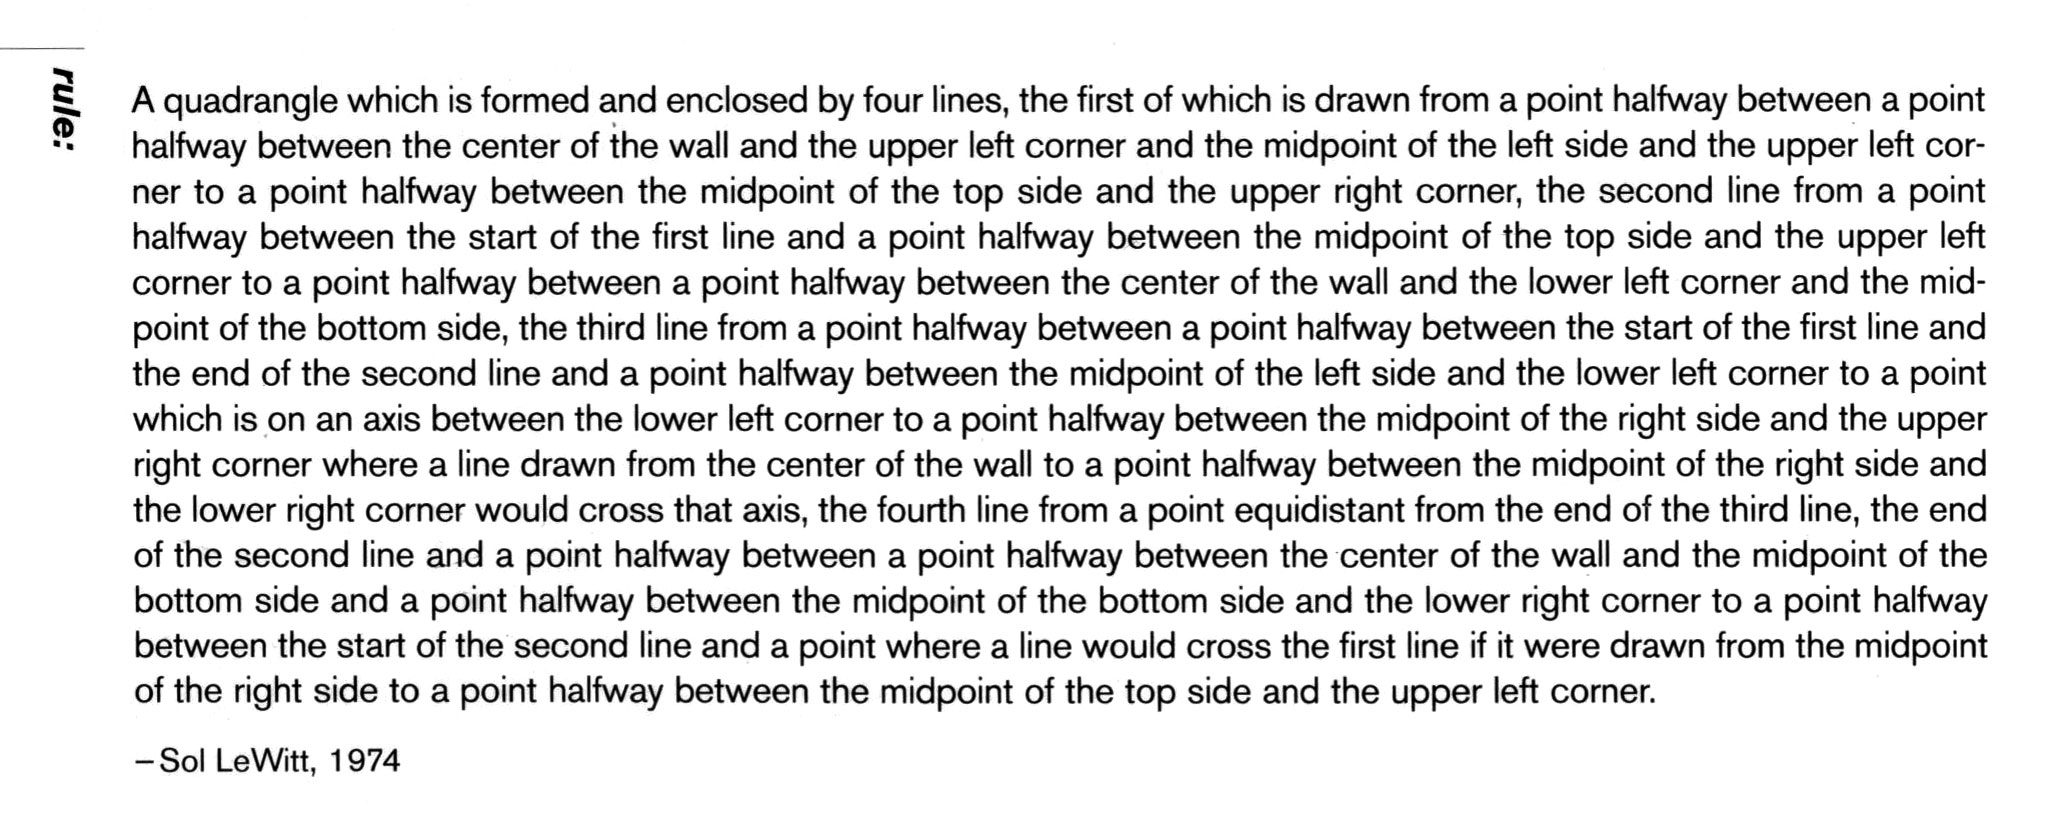 rule:
A quadrangle which is formed and enclosed by four lines, the first of which is drawn from a point halfway between a point
halfway between the center of the wall and the upper left corner and the midpoint of the left side and the upper left cor-
ner to a point halfway between the midpoint of the top side and the upper right corner, the second line from a point
halfway between the start of the first line and a point halfway between the midpoint of the top side and the upper left
corner to a point halfway between a point halfway between the center of the wall and the lower left corner and the mid-
point of the bottom side, the third line from a point halfway between a point halfway between the start of the first line and
the end of the second line and a point halfway between the midpoint of the left side and the lower left corner to a point
which is on an axis between the lower left corner to a point halfway between the midpoint of the right side and the upper
right corner where a line drawn from the center of the wall to a point halfway between the midpoint of the right side and
the lower right corner would cross that axis, the fourth line from a point equidistant from the end of the third line, the end
of the second line and a point halfway between a point halfway between the center of the wall and the midpoint of the
bottom side and a point halfway between the midpoint of the bottom side and the lower right corner to a point halfway
between the start of the second line and a point where a line would cross the first line if it were drawn from the midpoint
of the right side to a point halfway between the midpoint of the top side and the upper left corner.
–Sol LeWitt, 1974